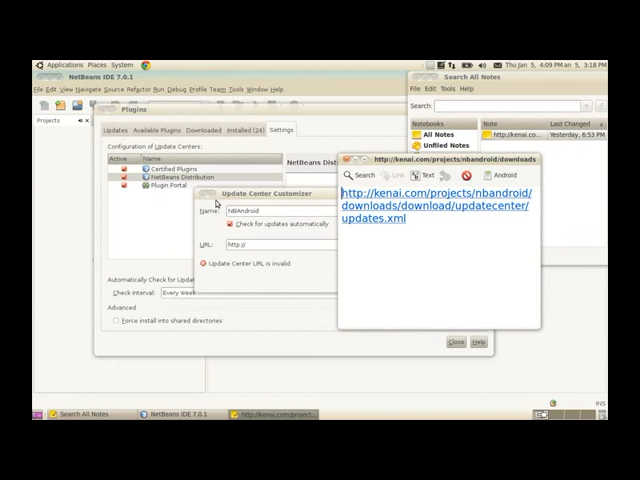 Applications Places System
Thu Jan 5, 4:09 PM an 5, 3:18 PM
NetBeans IDE 7.0.1
Search All Notes
File Edit View Navigate Source Refactor Run Debug Profile Team Tools Window Help
File Edit Tools Help
Plugins
Search:
Projects
Updates Available Plugins Downloaded Installed (24) Settings
Notebooks
Note Last Changed
All Notes
http://kenai.co... Yesterday, 6:53 PM
Unfiled Notes
Configuration of Update Centers:
Active Name
NetBeans Dis
http://kenai.com/projects/nbandroid/downloads
Certified Plugins
NetBeans Distribution
Plugin Portal
Search Link Text Android
Update Center Customizer
http://kenai.com/projects/nbandroid/
downloads/download/updatecenter/
updates.xml
Name: NBAndroid
Check for updates automatically
URL: http://
Update Center URL is invalid
Automatically Check for Updat
Check Interval: Every Week
Advanced
Force install into shared directories
Close Help
INS
Search All Notes
NetBeans IDE 7.0.1
http://kenai.com/project...